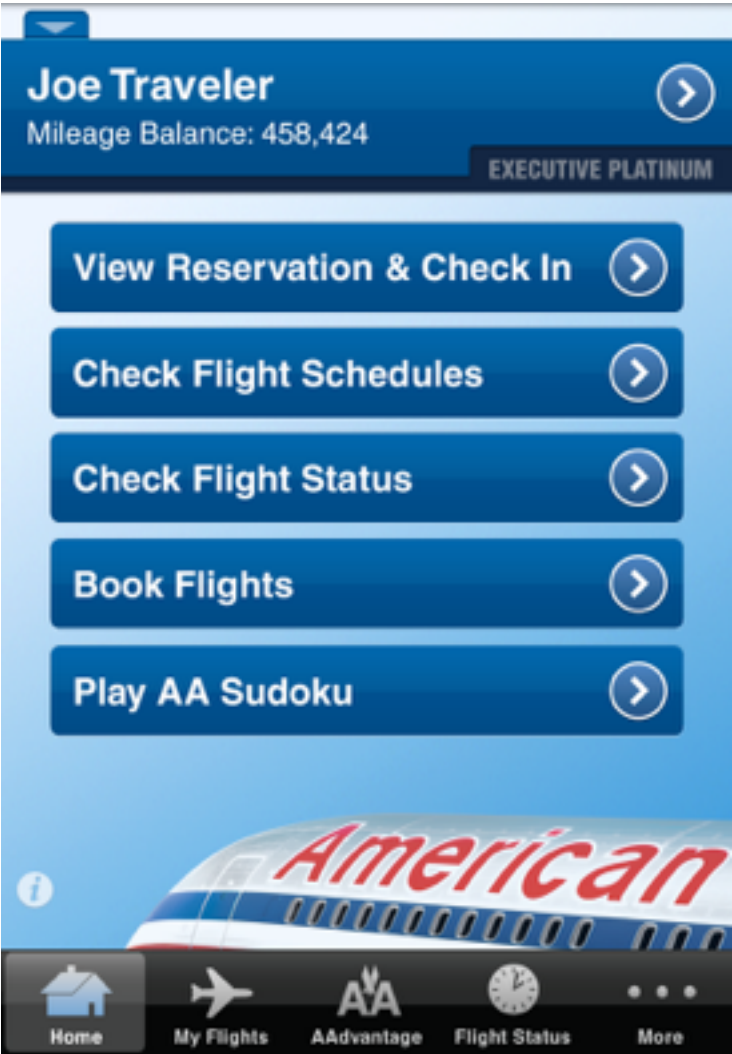 Joe Traveler
Mileage Balance: 458,424
EXECUTIVE PLATINUM
View Reservation & Check In
Check Flight Schedules
Check Flight Status
Book Flights
Play AA Sudoku
American
i
AA
Home My Flights AAdvantage Flight Status More